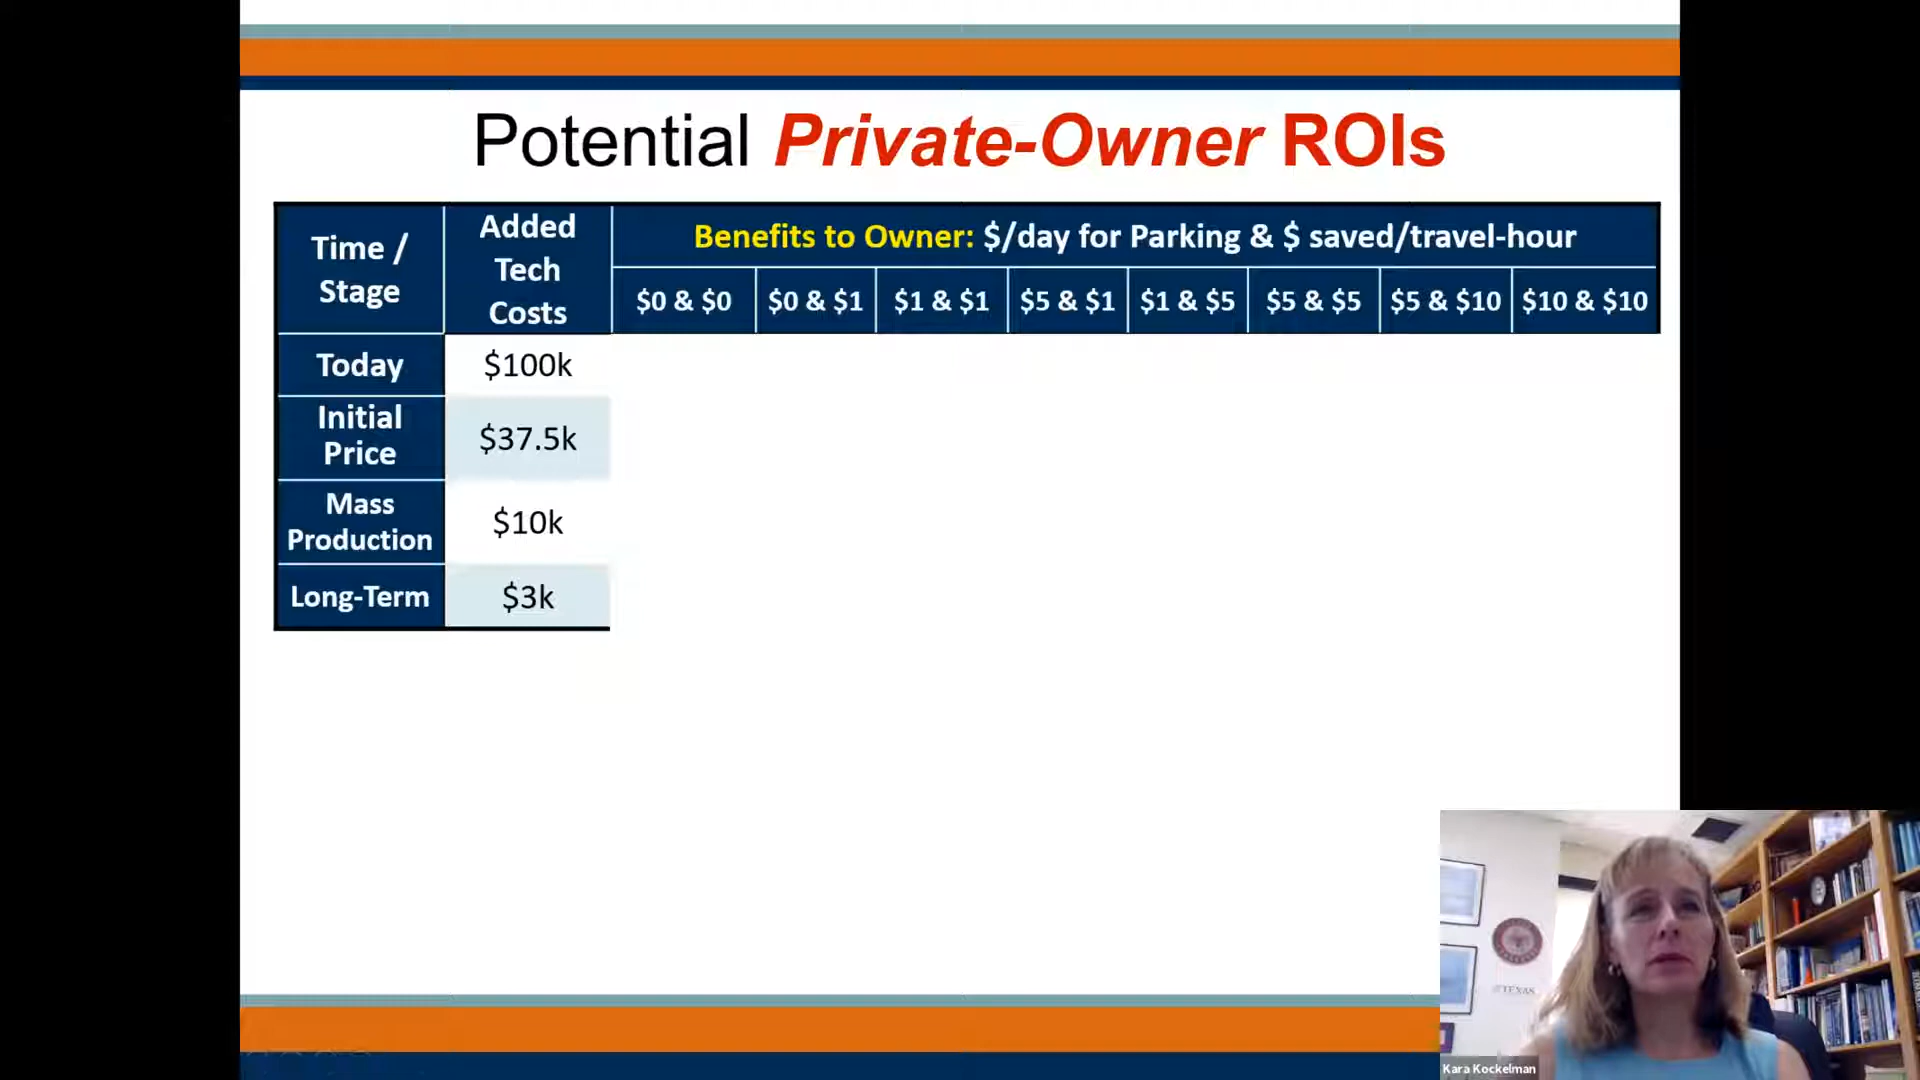 Potential Private-Owner ROIs
Time /
Stage
Added
Tech
Costs
Benefits to Owner: $/day for Parking & $ saved/travel-hour
$0 & $0
$0 & $1
$1 & $1
$5 & $1
$1 & $5
$5 & $5
$5 & $10
$10 & $10
Today
$100k
Initial
Price
$37.5k
Mass
Production
$10k
Long-Term
$3k
TEXAS
Kara Kockelman